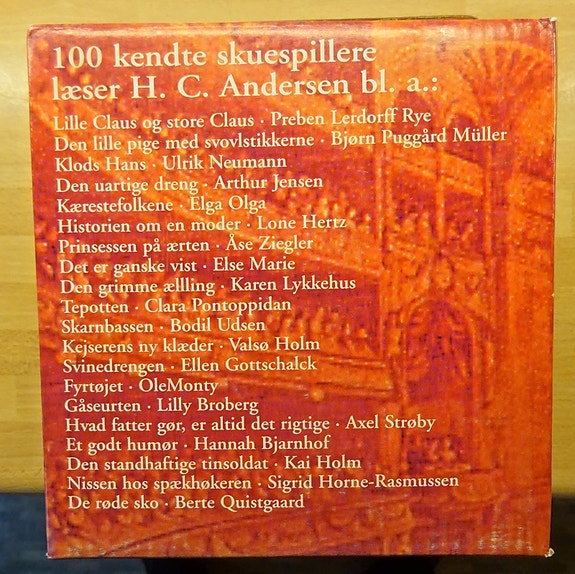 100 kendte skuespillere
læser H. C. Andersen bl. a.:
Lille Claus og store Claus · Preben Lerdorff Rye
Den lille pige med svovlstikkerne · Bjørn Puggård Müller
Klods Hans · Ulrik Neumann
Den uartige dreng · Arthur Jensen
Kærestefolkene · Elga Olga
Historien om en moder · Lone Hertz
Prinsessen på ærten · Åse Ziegler
Det er ganske vist · Else Marie
Den grimme ællling · Karen Lykkehus
Tepotten · Clara Pontoppidan
Skarnbassen · Bodil Udsen
Kejserens ny klæder · Valsø Holm
Svinedrengen · Ellen Gottschalck
Fyrtøjet · OleMonty
Gåseurten · Lilly Broberg
Hvad fatter gør, er altid det rigtige · Axel Strøby
Et godt humør · Hannah Bjarnhof
Den standhaftige tinsoldat · Kai Holm
Nissen hos spækhøkeren · Sigrid Horne-Rasmussen
De røde sko · Berte Quistgaard